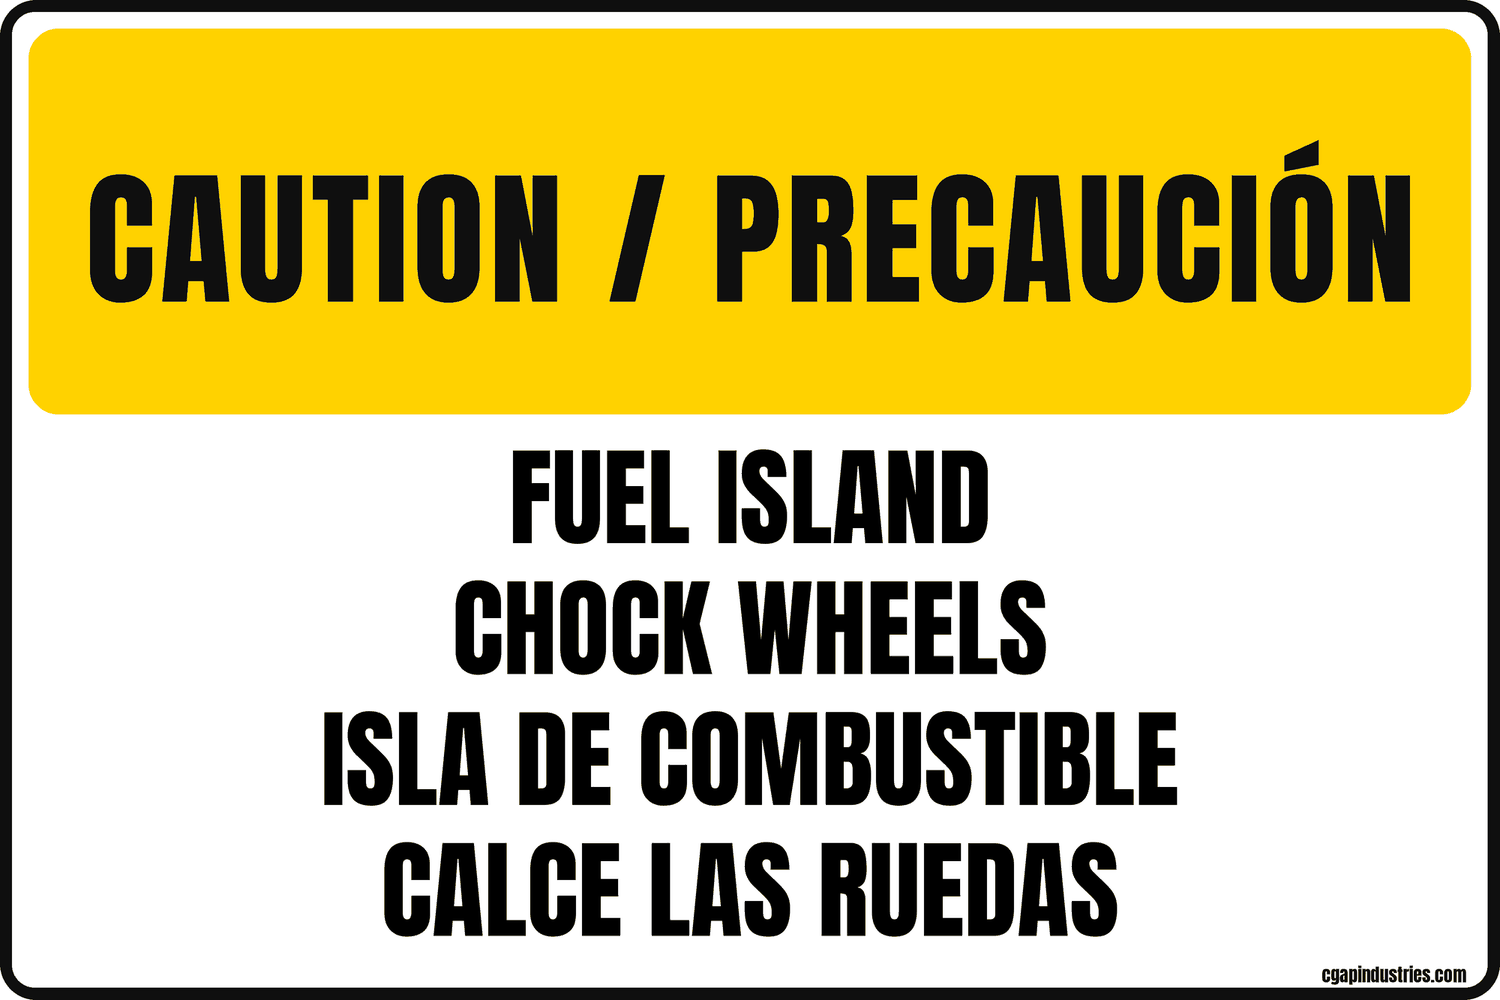 CAUTION / PRECAUCIÓN
FUEL ISLAND
CHOCK WHEELS
ISLA DE COMBUSTIBLE
CALCE LAS RUEDAS
cgapindustries.com